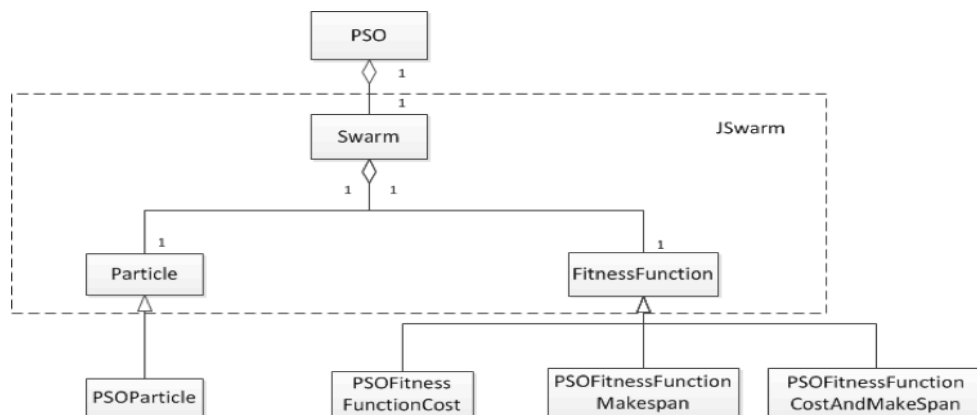 PSO
1
1
JSwarm
Swarm
1 1
1
1
Particle
FitnessFunction
PSOParticle
PSOFitness
FunctionCost
PSOFitnessFunction
Makespan
PSOFitnessFunction
CostAndMakeSpan